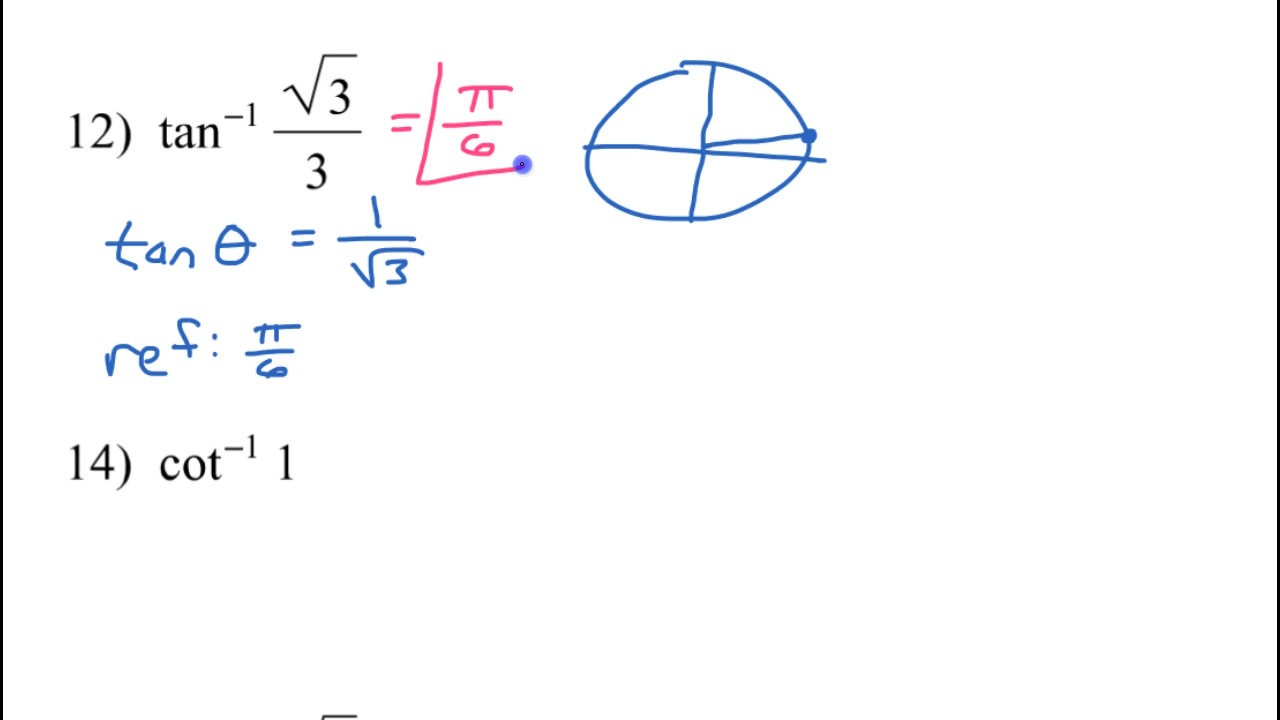 12) tan⁻¹ √3/3 = π/6
tan θ = 1/√3
ref: π/6
14) cot⁻¹ 1